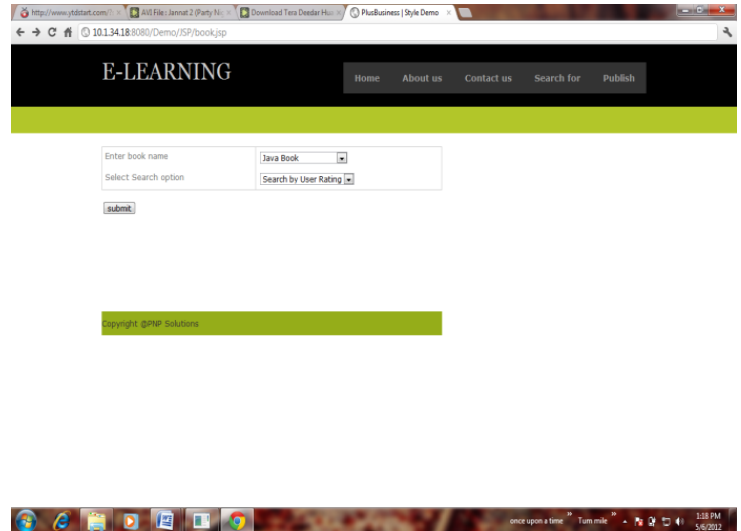 http://www.ytdstart.com/ AVI File: Jannat 2 (Party Ni Download Tera Deedar Hua PlusBusiness | Style Demo
10.1.34.18:8080/Demo/JSP/book.jsp
E-LEARNING
Home About us Contact us Search for Publish
Enter book name Java Book
Select Search option Search by User Rating
submit
Copyright @PNP Solutions
once upon a time » Tum mile » 1:18 PM
5/6/2012